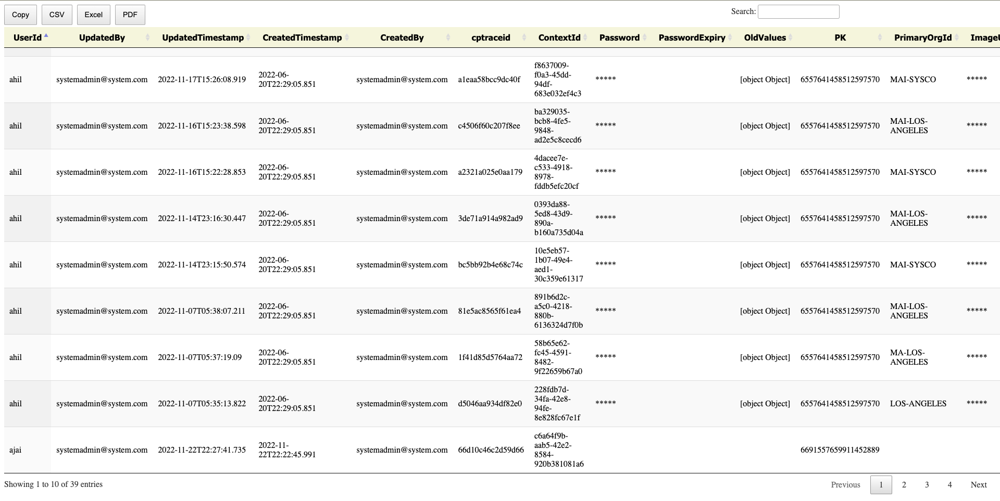 Copy CSV Excel PDF Search:
UserId UpdatedBy UpdatedTimestamp CreatedTimestamp CreatedBy cptraceid ContextId Password PasswordExpiry OldValues PK PrimaryOrgId ImageU
f8637009-
ahil systemadmin@system.com 2022-11-17T15:26:08.919 2022-06-20T22:29:05.851 systemadmin@system.com a1eaa58bcc9dc40f f0a3-45dd- ***** [object Object] 6557641458512597570 MAI-SYSCO *****
94df-
683e032ef4c3
ba329035-
ahil systemadmin@system.com 2022-11-16T15:23:38.598 2022-06-20T22:29:05.851 systemadmin@system.com c4506f60c207f8ee bcb8-4fe5- ***** [object Object] 6557641458512597570 MAI-LOS-ANGELES *****
9848-
ad2e5c8cecd6
4dacee7e-
ahil systemadmin@system.com 2022-11-16T15:22:28.853 2022-06-20T22:29:05.851 systemadmin@system.com a2321a025e0aa179 c533-4918- ***** [object Object] 6557641458512597570 MAI-SYSCO *****
8978-
fddb5efc20cf
0393da88-
ahil systemadmin@system.com 2022-11-14T23:16:30.447 2022-06-20T22:29:05.851 systemadmin@system.com 3de71a914a982ad9 5ed8-43d9- ***** [object Object] 6557641458512597570 MAI-LOS-ANGELES *****
890a-
b160a735d04a
10e5eb57-
ahil systemadmin@system.com 2022-11-14T23:15:50.574 2022-06-20T22:29:05.851 systemadmin@system.com bc5bb92b4e68c74c 1b07-49e4- ***** [object Object] 6557641458512597570 MAI-SYSCO *****
aed1-
30c359e61317
891b6d2c-
ahil systemadmin@system.com 2022-11-07T05:38:07.211 2022-06-20T22:29:05.851 systemadmin@system.com 81e5ac8565f61ea4 a5c0-4218- ***** [object Object] 6557641458512597570 MAI-LOS-ANGELES *****
880b-
6136324d7f0b
58b65e62-
ahil systemadmin@system.com 2022-11-07T05:37:19.09 2022-06-20T22:29:05.851 systemadmin@system.com 1f41d85d5764aa72 fc45-4591- ***** [object Object] 6557641458512597570 MA-LOS-ANGELES *****
8482-
9f22659b67a0
228fdb7d-
ahil systemadmin@system.com 2022-11-07T05:35:13.822 2022-06-20T22:29:05.851 systemadmin@system.com d5046aa934df82e0 34fa-42e8- ***** [object Object] 6557641458512597570 LOS-ANGELES *****
94fe-
8e828fc67e1f
c6a64f9b-
ajai systemadmin@system.com 2022-11-22T22:27:41.735 2022-11-22T22:22:45.991 systemadmin@system.com 66d10c46c2d59d66 aab5-42e2- 6691557659911452889
8584-
920b381081a6
Showing 1 to 10 of 39 entries Previous 1 2 3 4 Next